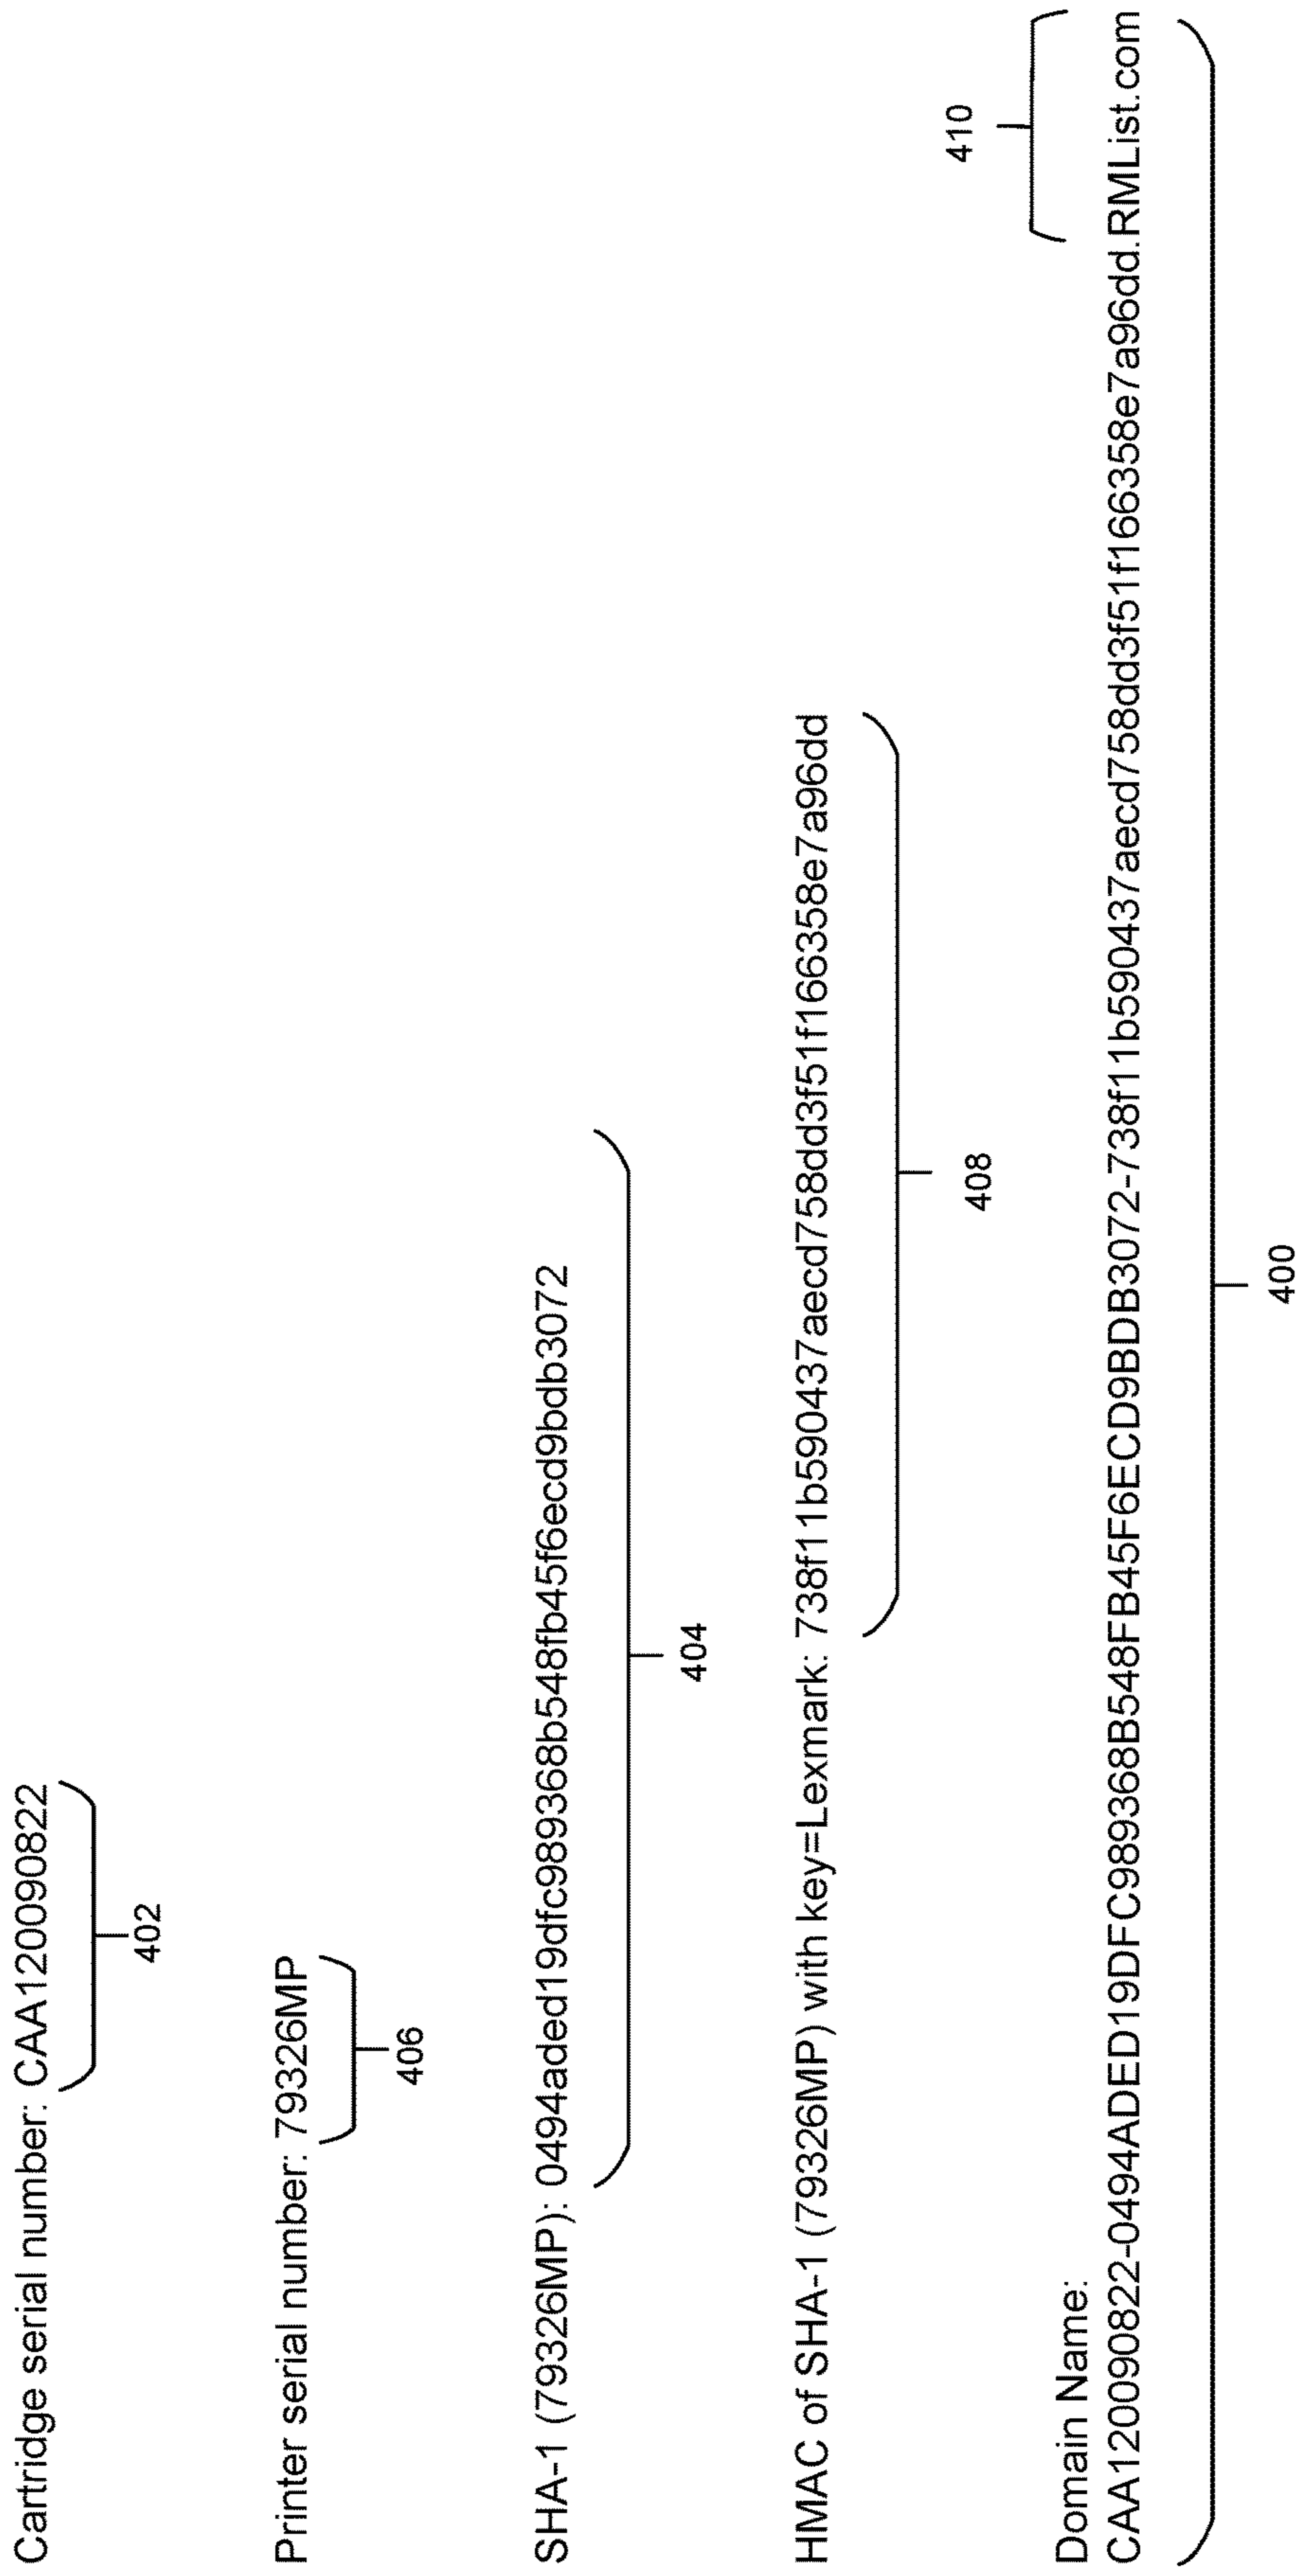 Cartridge serial number: CAA120090822
402
Printer serial number: 79326MP
406
SHA-1 (79326MP): 0494aded19dfc989368b548fb45f6ecd9bdb3072
404
HMAC of SHA-1 (79326MP) with key=Lexmark: 738f11b590437aecd758dd3f51f166358e7a96dd
408
410
Domain Name:
CAA120090822-0494ADED19DFC989368B548FB45F6ECD9BDB3072-738f11b590437aecd758dd3f51f166358e7a96dd.RMList.com
400